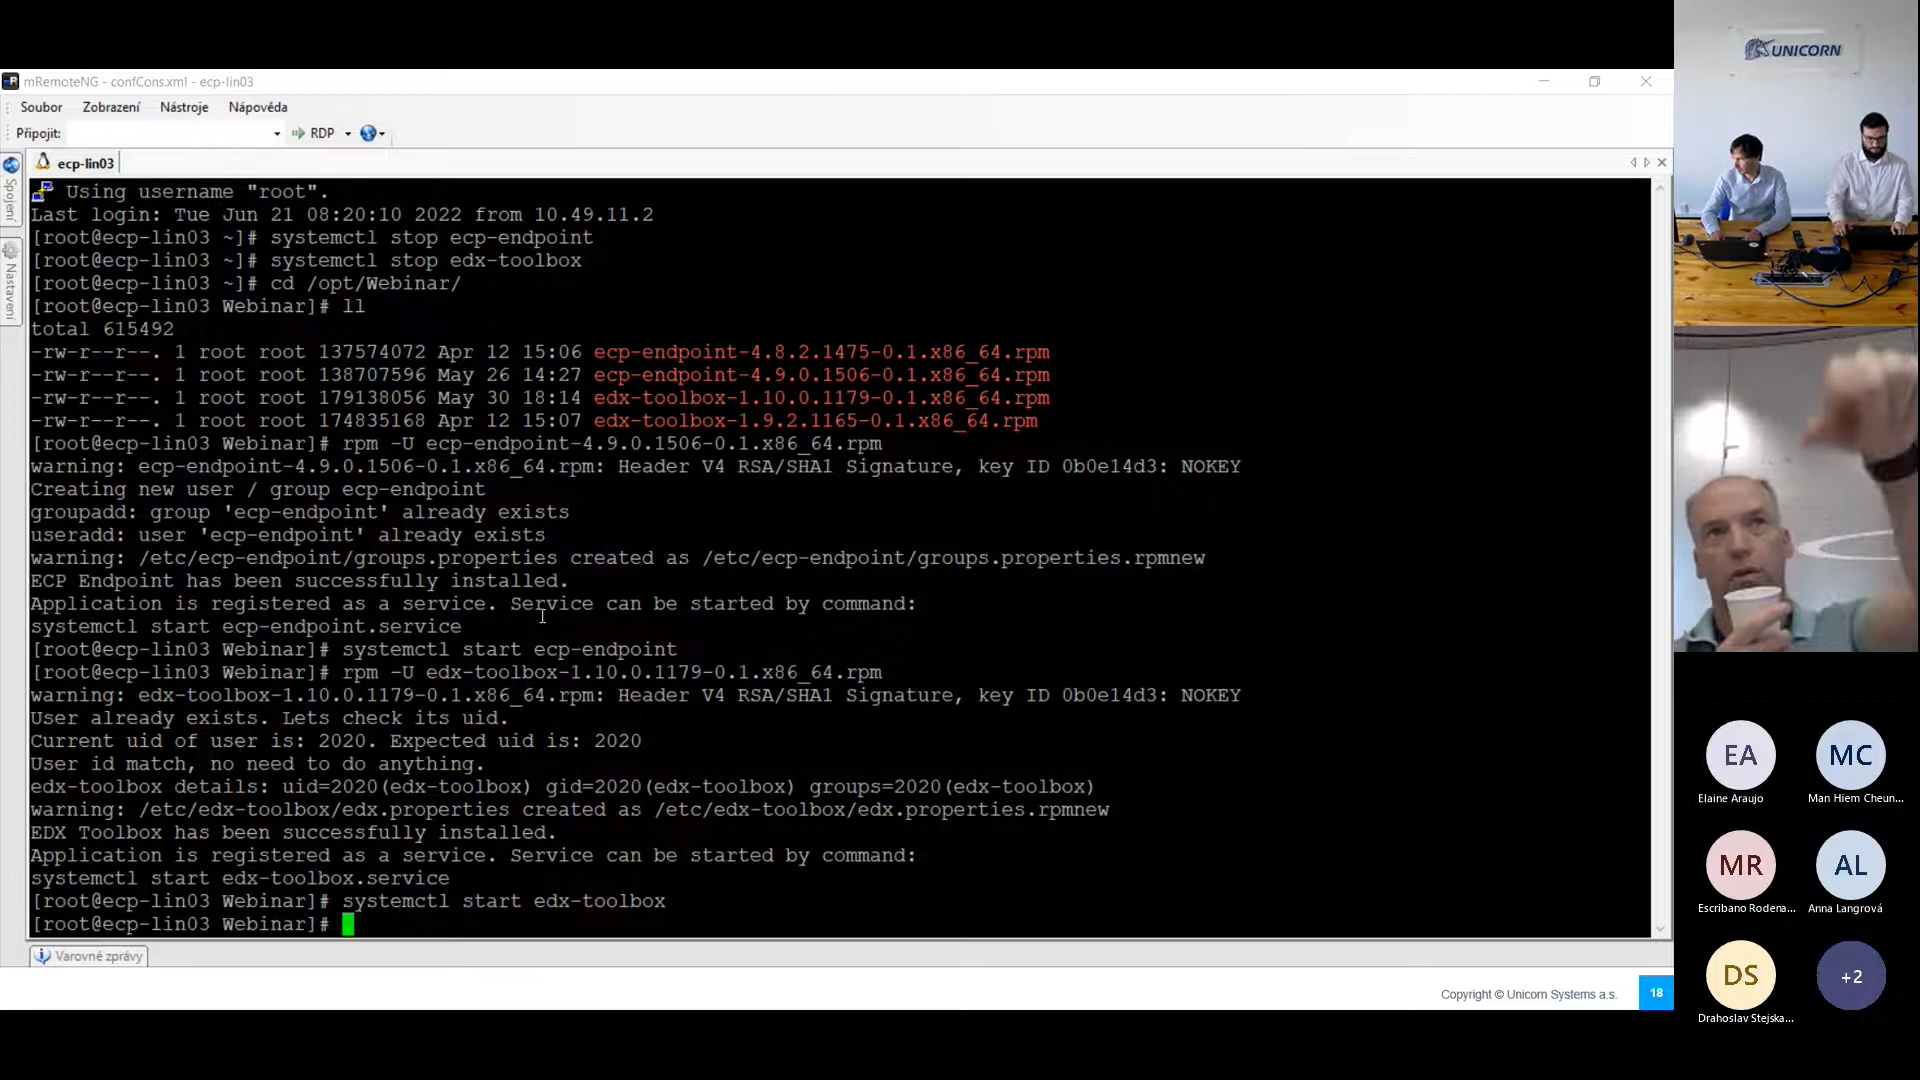 mRemoteNG - confCons.xml - ecp-lin03
Soubor Zobrazení Nástroje Nápověda
Připojit: RDP
ecp-lin03
Spojení
Nastavení
Using username "root".
Last login: Tue Jun 21 08:20:10 2022 from 10.49.11.2
[root@ecp-lin03 ~]# systemctl stop ecp-endpoint
[root@ecp-lin03 ~]# systemctl stop edx-toolbox
[root@ecp-lin03 ~]# cd /opt/Webinar/
[root@ecp-lin03 Webinar]# ll
total 615492
-rw-r--r--. 1 root root 137574072 Apr 12 15:06 ecp-endpoint-4.8.2.1475-0.1.x86_64.rpm
-rw-r--r--. 1 root root 138707596 May 26 14:27 ecp-endpoint-4.9.0.1506-0.1.x86_64.rpm
-rw-r--r--. 1 root root 179138056 May 30 18:14 edx-toolbox-1.10.0.1179-0.1.x86_64.rpm
-rw-r--r--. 1 root root 174835168 Apr 12 15:07 edx-toolbox-1.9.2.1165-0.1.x86_64.rpm
[root@ecp-lin03 Webinar]# rpm -U ecp-endpoint-4.9.0.1506-0.1.x86_64.rpm
warning: ecp-endpoint-4.9.0.1506-0.1.x86_64.rpm: Header V4 RSA/SHA1 Signature, key ID 0b0e14d3: NOKEY
Creating new user / group ecp-endpoint
groupadd: group 'ecp-endpoint' already exists
useradd: user 'ecp-endpoint' already exists
warning: /etc/ecp-endpoint/groups.properties created as /etc/ecp-endpoint/groups.properties.rpmnew
ECP Endpoint has been successfully installed.
Application is registered as a service. Service can be started by command:
systemctl start ecp-endpoint.service
[root@ecp-lin03 Webinar]# systemctl start ecp-endpoint
[root@ecp-lin03 Webinar]# rpm -U edx-toolbox-1.10.0.1179-0.1.x86_64.rpm
warning: edx-toolbox-1.10.0.1179-0.1.x86_64.rpm: Header V4 RSA/SHA1 Signature, key ID 0b0e14d3: NOKEY
User already exists. Lets check its uid.
Current uid of user is: 2020. Expected uid is: 2020
User id match, no need to do anything.
edx-toolbox details: uid=2020(edx-toolbox) gid=2020(edx-toolbox) groups=2020(edx-toolbox)
warning: /etc/edx-toolbox/edx.properties created as /etc/edx-toolbox/edx.properties.rpmnew
EDX Toolbox has been successfully installed.
Application is registered as a service. Service can be started by command:
systemctl start edx-toolbox.service
[root@ecp-lin03 Webinar]# systemctl start edx-toolbox
[root@ecp-lin03 Webinar]#
Varovné zprávy
Copyright © Unicorn Systems a.s. 18
UNICORN
EA MC
Elaine Araujo Man Hiem Cheun...
MR AL
Escribano Rodena... Anna Langrová
DS +2
Drahoslav Stejska...